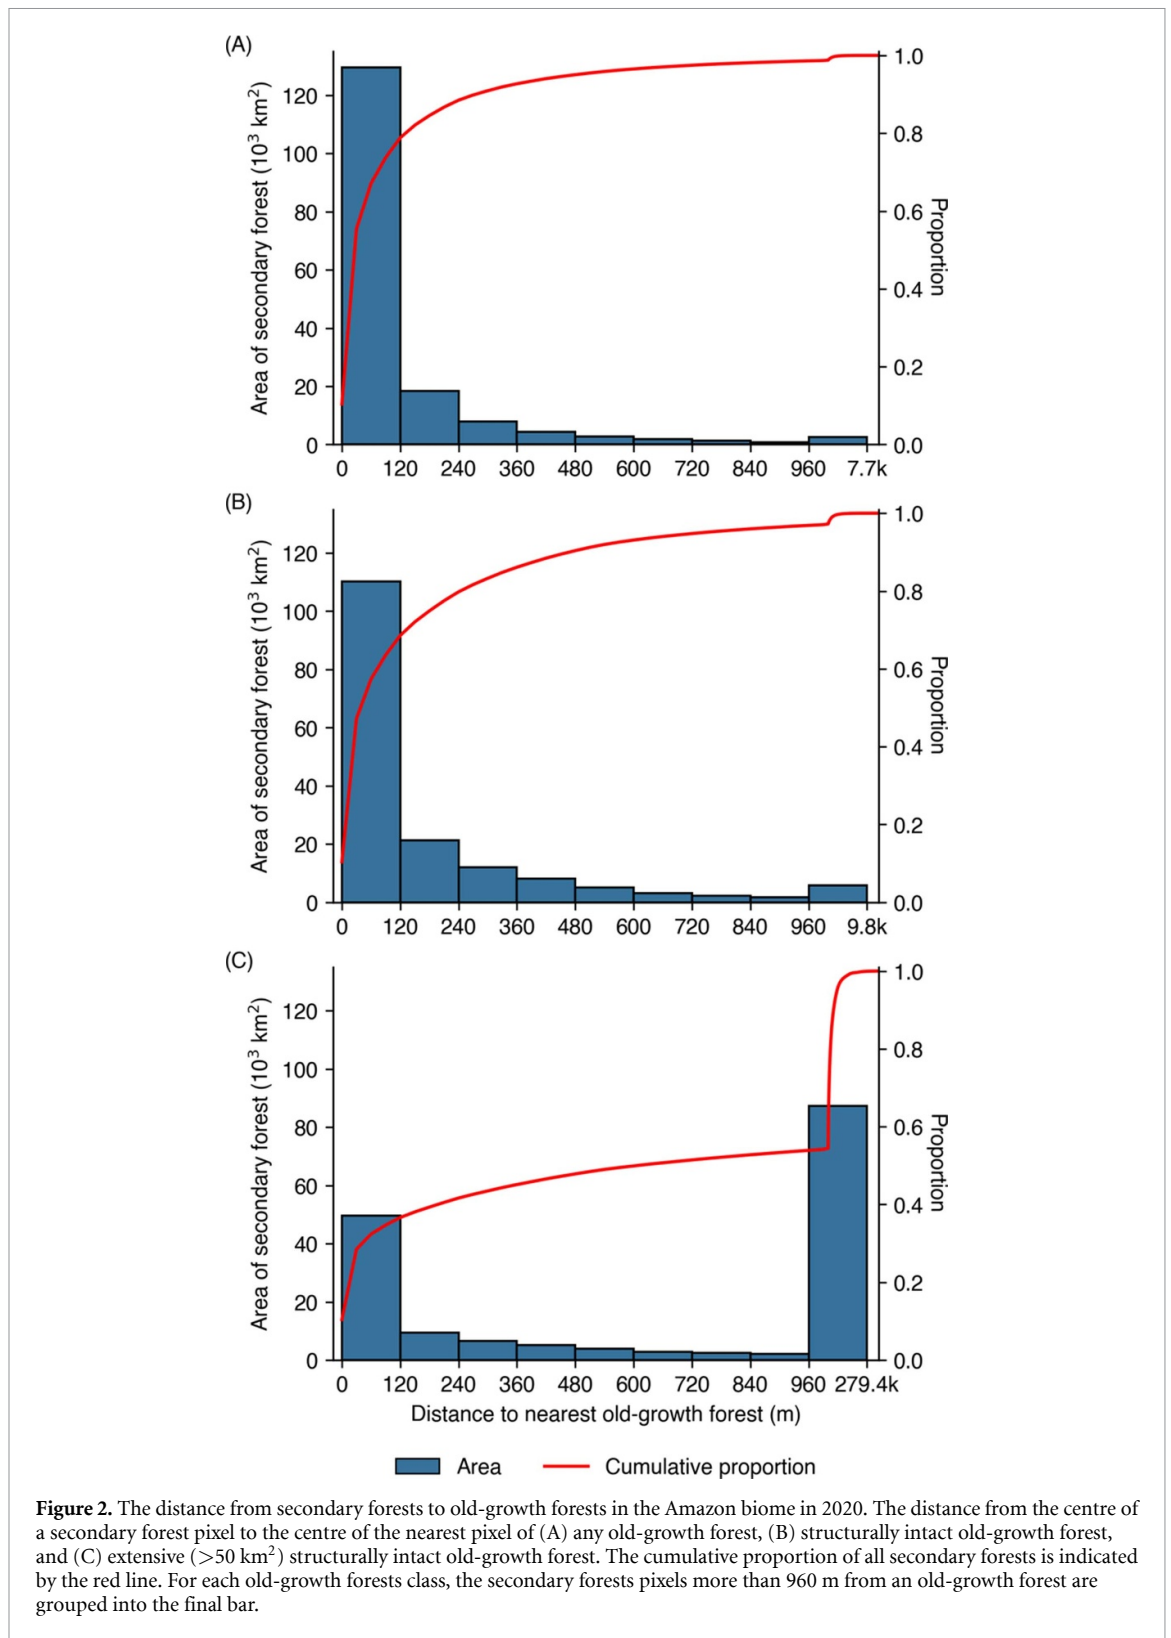 (A)
Area of secondary forest (10³ km²)
120
100
80
60
40
20
0
1.0
0.8
0.6
0.4
0.2
0.0
Proportion
0 120 240 360 480 600 720 840 960 7.7k
(B)
Area of secondary forest (10³ km²)
120
100
80
60
40
20
0
1.0
0.8
0.6
0.4
0.2
0.0
Proportion
0 120 240 360 480 600 720 840 960 9.8k
(C)
Area of secondary forest (10³ km²)
120
100
80
60
40
20
0
1.0
0.8
0.6
0.4
0.2
0.0
Proportion
0 120 240 360 480 600 720 840 960 279.4k
Distance to nearest old-growth forest (m)
Area Cumulative proportion
Figure 2. The distance from secondary forests to old-growth forests in the Amazon biome in 2020. The distance from the centre of
a secondary forest pixel to the centre of the nearest pixel of (A) any old-growth forest, (B) structurally intact old-growth forest,
and (C) extensive (>50 km²) structurally intact old-growth forest. The cumulative proportion of all secondary forests is indicated
by the red line. For each old-growth forests class, the secondary forests pixels more than 960 m from an old-growth forest are
grouped into the final bar.